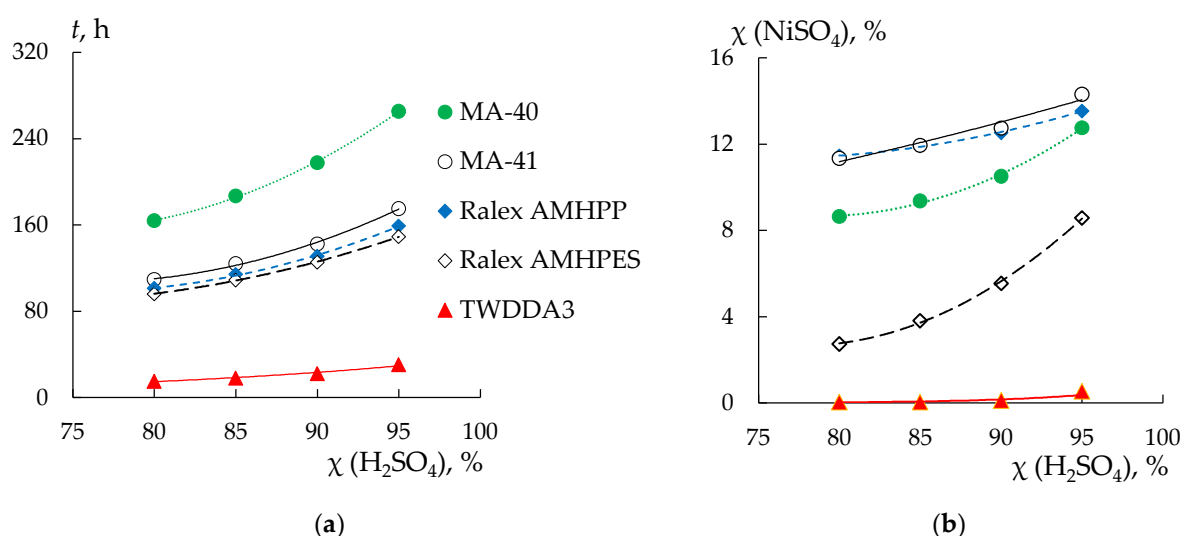 t, h
320
240
160
80
0
75 80 85 90 95 100
χ (H₂SO₄), %
MA-40
MA-41
Ralex AMHPP
Ralex AMHPES
TWDDA3
(a)
χ (NiSO₄), %
16
12
8
4
0
75 80 85 90 95 100
χ (H₂SO₄), %
(b)